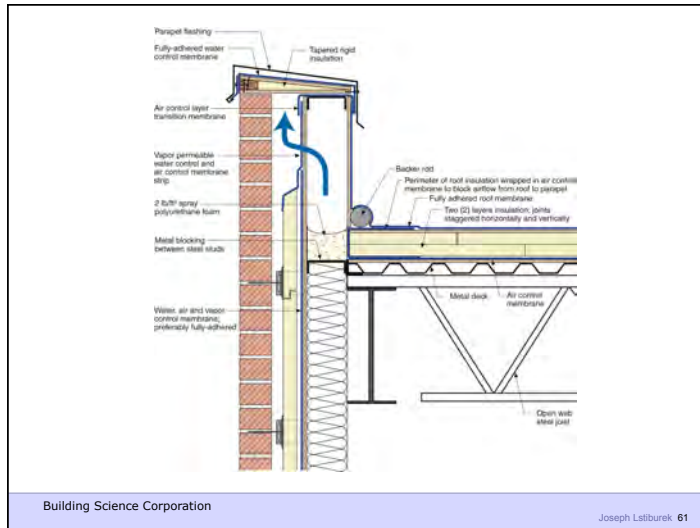 Parapet flashing
Fully-adhered water
control membrane
Tapered rigid
insulation
Air control layer
transition membrane
Vapor permeable
water control and
air control membrane
strip
2 lb/ft³ spray
polyurethane foam
Metal blocking
between steel studs
Water, air and vapor
control membrane;
preferably fully-adhered
Backer rod
Perimeter of roof insulation wrapped in air control
membrane to block airflow from roof to parapet
Fully adhered roof membrane
Two (2) layers insulation; joints
staggered horizontally and vertically
Metal deck
Air control
membrane
Open web
steel joist
Building Science Corporation
Joseph Lstiburek 61